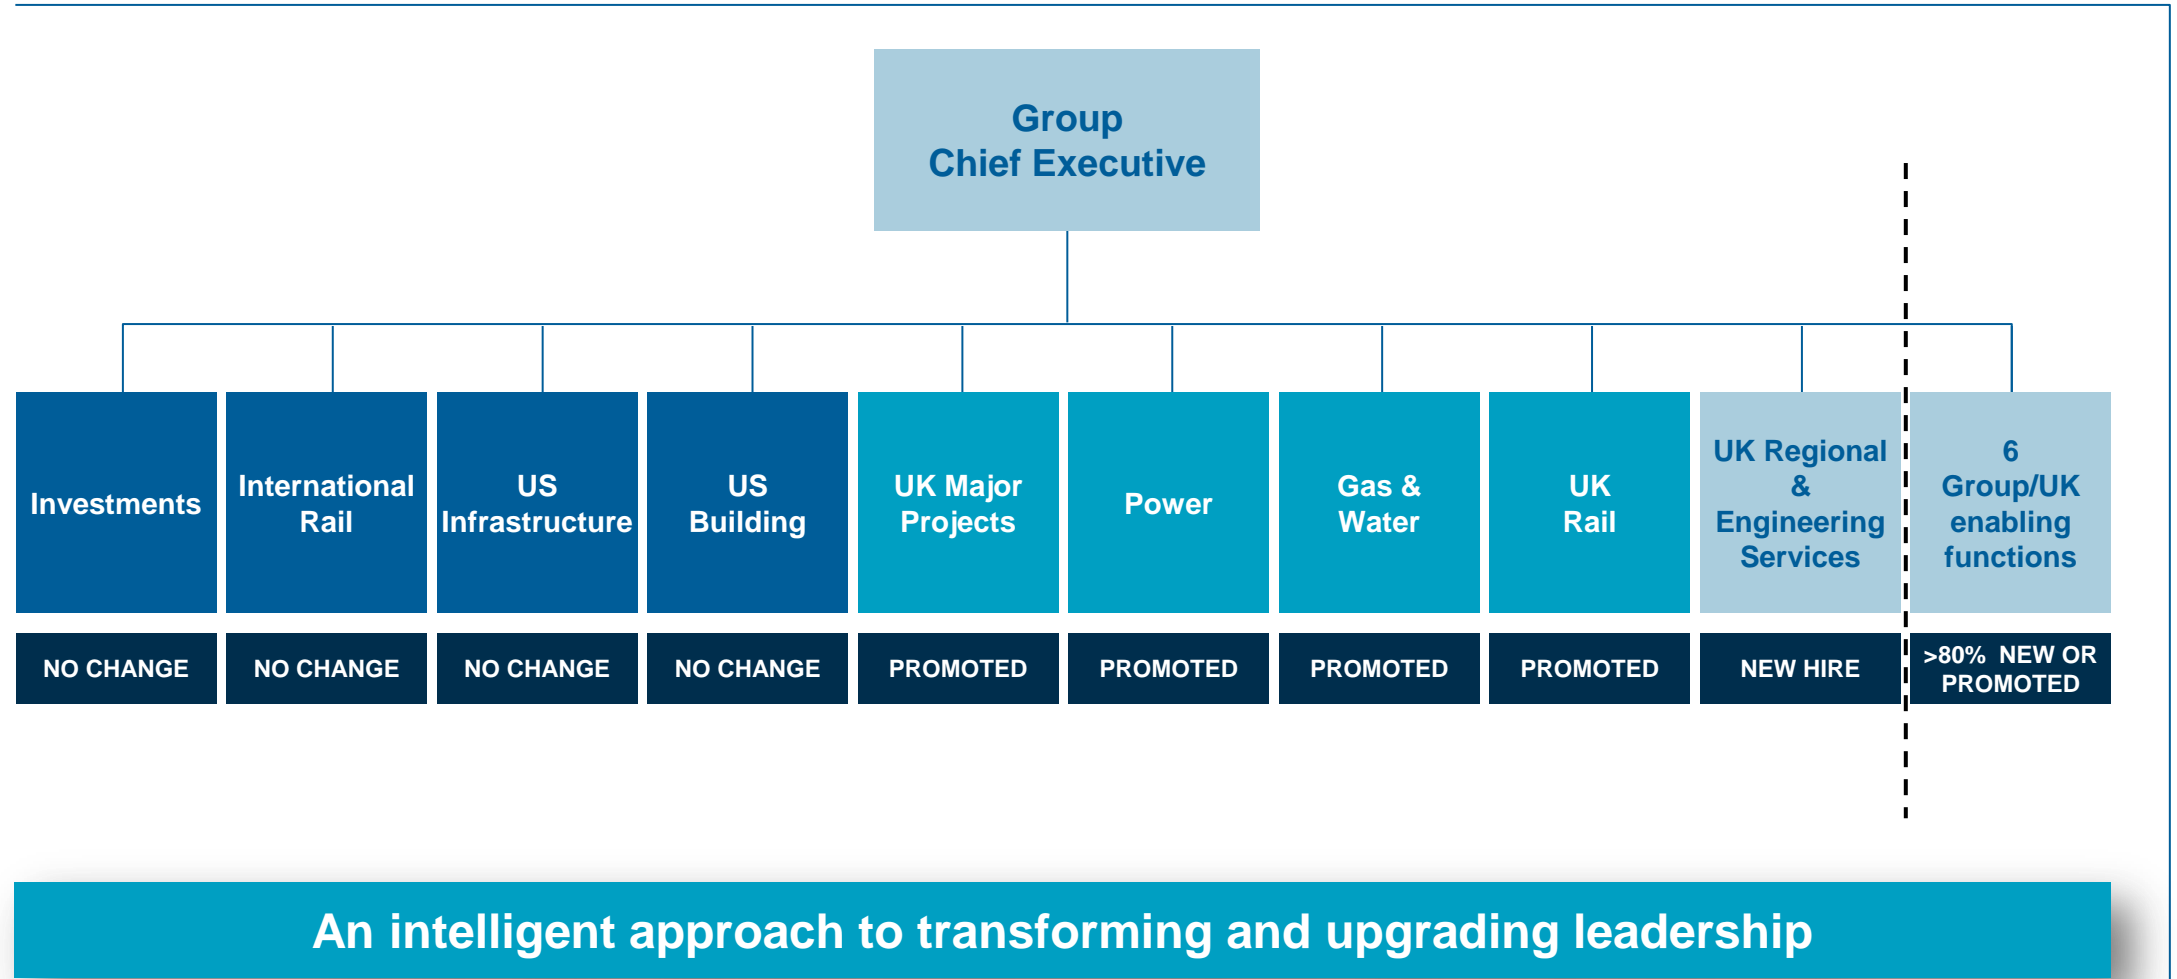 Group
Chief Executive
Investments
International
Rail
US
Infrastructure
US
Building
UK Major
Projects
Power
Gas &
Water
UK
Rail
UK Regional
&
Engineering
Services
6
Group/UK
enabling
functions
NO CHANGE
NO CHANGE
NO CHANGE
NO CHANGE
PROMOTED
PROMOTED
PROMOTED
PROMOTED
NEW HIRE
>80% NEW OR
PROMOTED
An intelligent approach to transforming and upgrading leadership